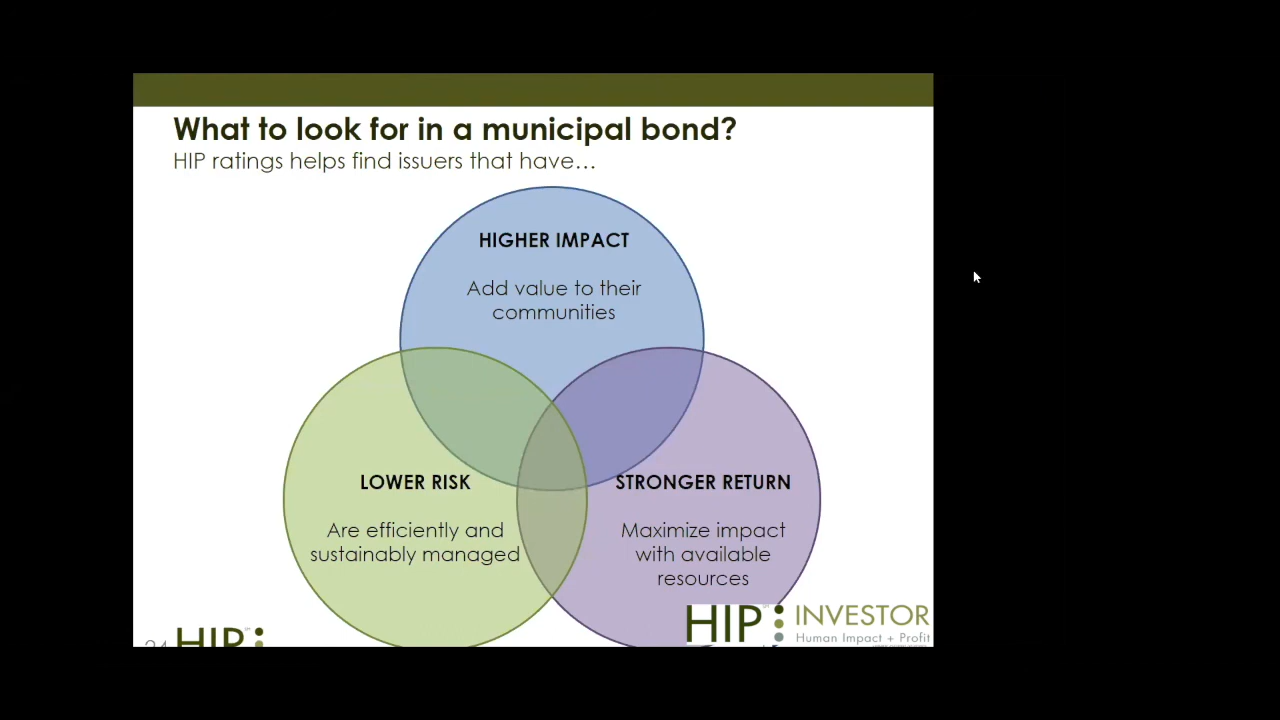 What to look for in a municipal bond?
HIP ratings helps find issuers that have…
HIGHER IMPACT
Add value to their
communities
LOWER RISK
Are efficiently and
sustainably managed
STRONGER RETURN
Maximize impact
with available
resources
HIP INVESTOR
Human Impact + Profit
24 HIP